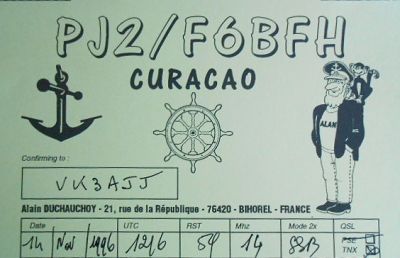 PJ2/F6BFH
CURACAO
ALAN
Confirming to :
VK3AJJ
Alain DUCHAUCHOY - 21, rue de la République - 76420 - BIHOREL - FRANCE
Date UTC RST Mhz Mode 2x QSL
14 Nov 1996 1216 59 14 SSB PSE
TNX